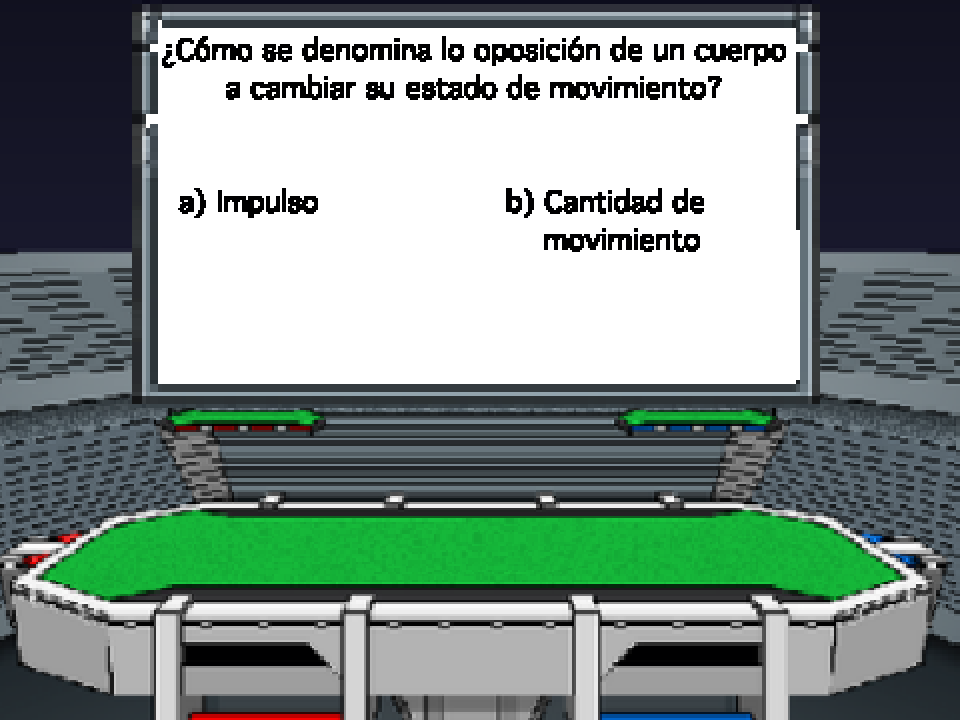 ¿Cómo se denomina lo oposición de un cuerpo
a cambiar su estado de movimiento?
a) Impulso b) Cantidad de
movimiento